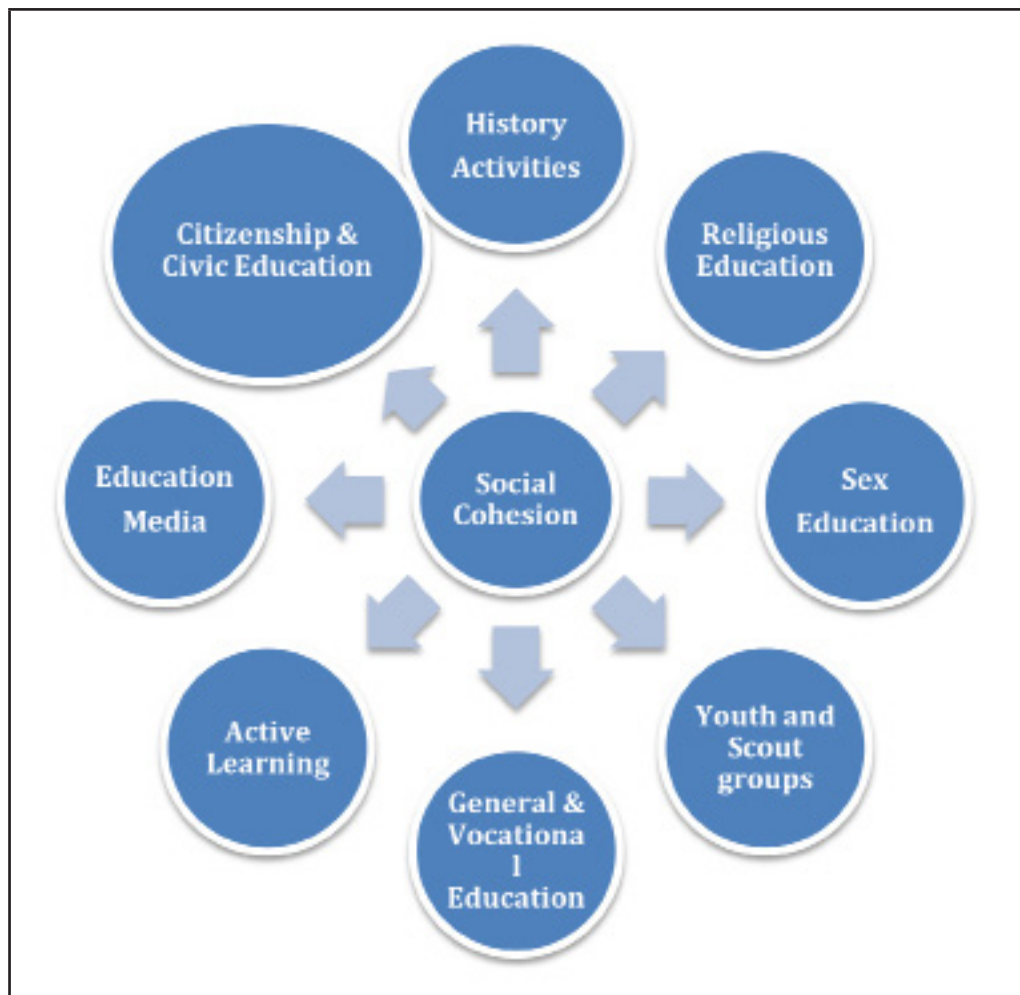 History
Activities
Citizenship &
Civic Education
Religious
Education
Education
Media
Social
Cohesion
Sex
Education
Active
Learning
Youth and
Scout
groups
General &
Vocationa
l
Education